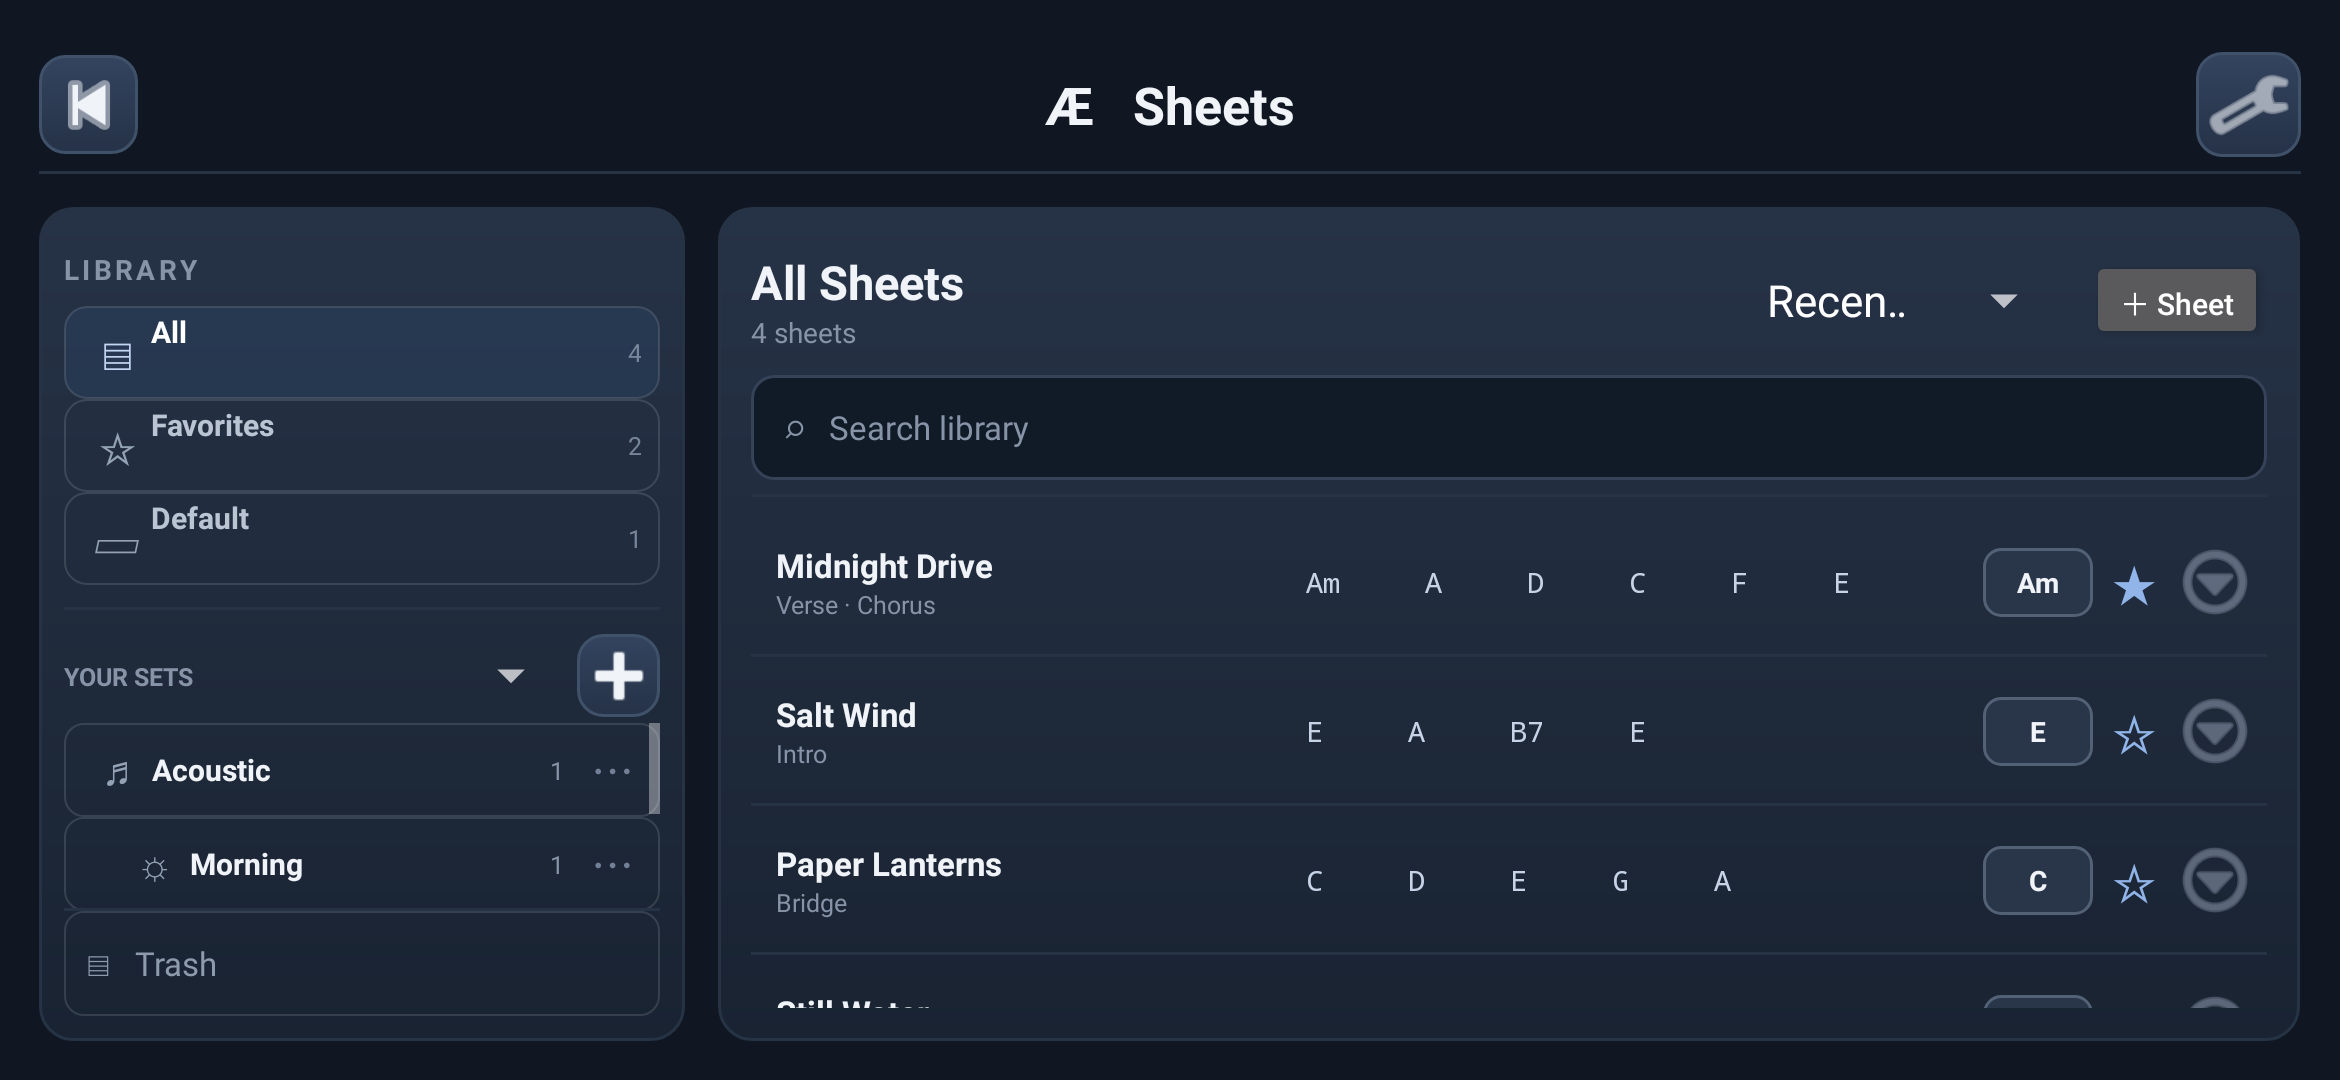 Æ Sheets
LIBRARY
All 4
Favorites 2
Default 1
YOUR SETS
Acoustic 1 ···
Morning 1 ···
Trash
All Sheets
4 sheets
Recen..
+ Sheet
Search library
Midnight Drive
Verse · Chorus
Am A D C F E
Am
Salt Wind
Intro
E A B7 E
E
Paper Lanterns
Bridge
C D E G A
C